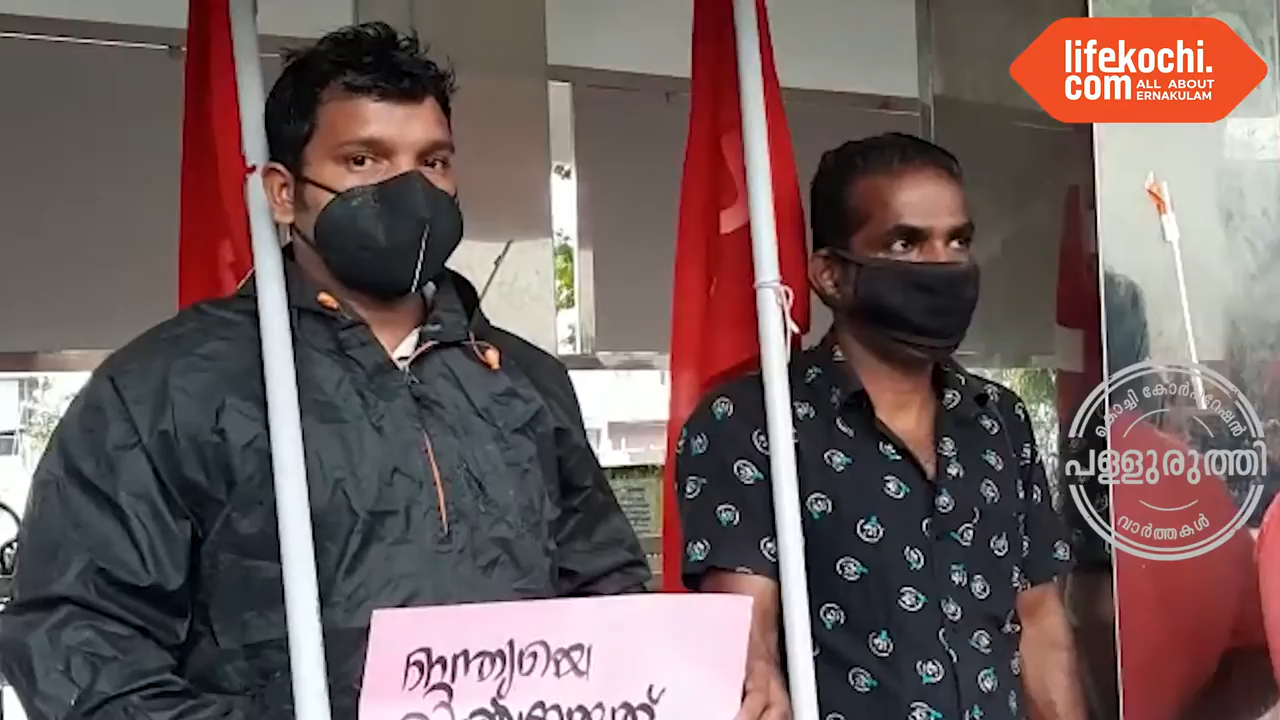 lifekochi.
com ALL ABOUT
ERNAKULAM
കൊച്ചി കോർപ്പറേഷൻ
പള്ളുരുത്തി
വാർത്തകൾ
ഇന്ത്യയെ